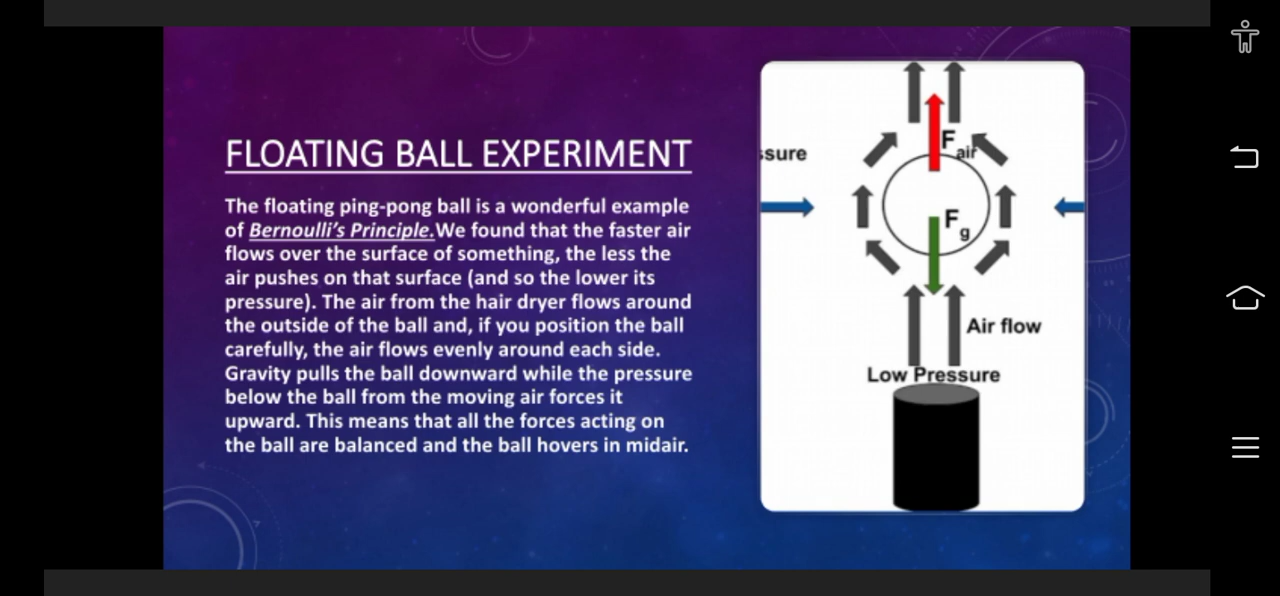 FLOATING BALL EXPERIMENT
The floating ping-pong ball is a wonderful example
of Bernoulli's Principle.We found that the faster air
flows over the surface of something, the less the
air pushes on that surface (and so the lower its
pressure). The air from the hair dryer flows around
the outside of the ball and, if you position the ball
carefully, the air flows evenly around each side.
Gravity pulls the ball downward while the pressure
below the ball from the moving air forces it
upward. This means that all the forces acting on
the ball are balanced and the ball hovers in midair.
F air
ssure
F g
Air flow
Low Pressure